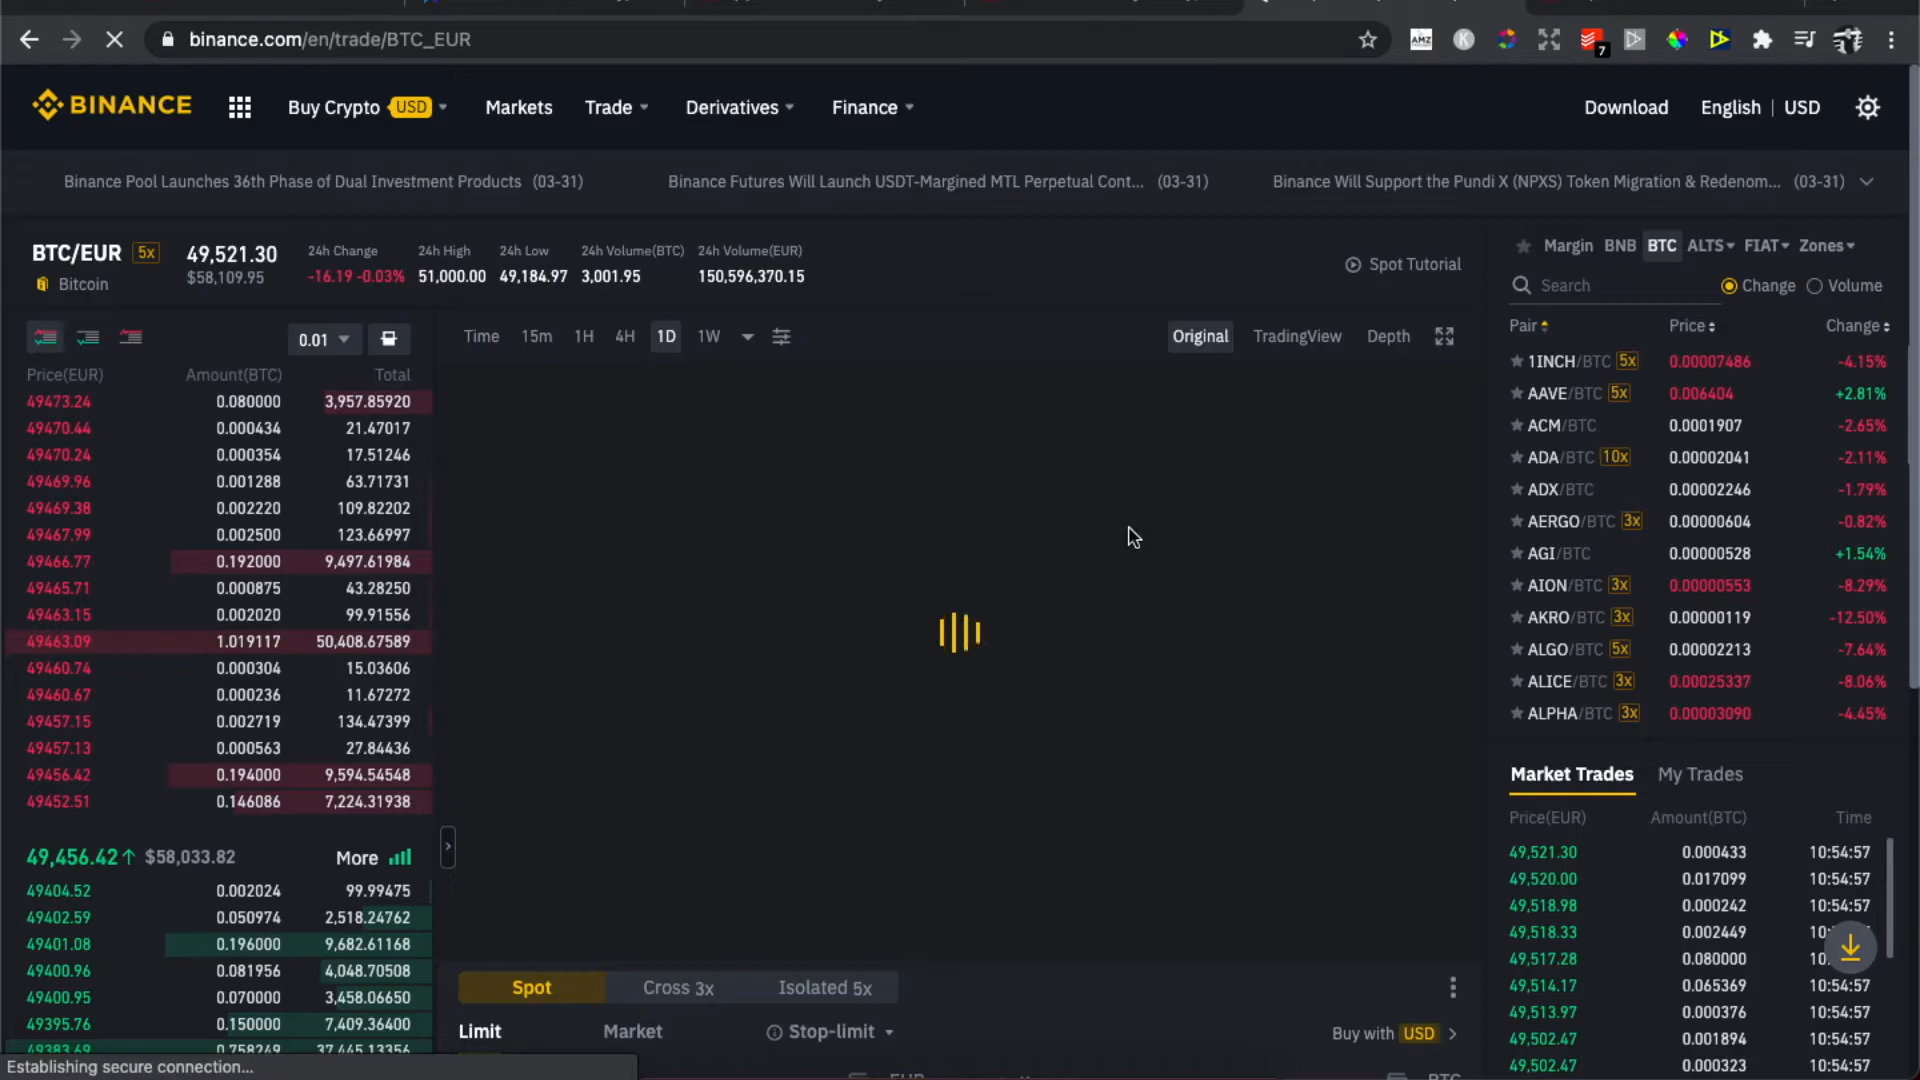 binance.com/en/trade/BTC_EUR
AMZ
K
7
BINANCE
Buy Crypto USD
Markets
Trade
Derivatives
Finance
Download
English | USD
Binance Pool Launches 36th Phase of Dual Investment Products (03-31)
Binance Futures Will Launch USDT-Margined MTL Perpetual Cont... (03-31)
Binance Will Support the Pundi X (NPXS) Token Migration & Redenom... (03-31)
BTC/EUR 5x
Bitcoin
49,521.30
$58,109.95
24h Change
-16.19 -0.03%
24h High
51,000.00
24h Low
49,184.97
24h Volume(BTC)
3,001.95
24h Volume(EUR)
150,596,370.15
Spot Tutorial
0.01
Price(EUR) Amount(BTC) Total
49473.24 0.080000 3,957.85920
49470.44 0.000434 21.47017
49470.24 0.000354 17.51246
49469.96 0.001288 63.71731
49469.38 0.002220 109.82202
49467.99 0.002500 123.66997
49466.77 0.192000 9,497.61984
49465.71 0.000875 43.28250
49463.15 0.002020 99.91556
49463.09 1.019117 50,408.67589
49460.74 0.000304 15.03606
49460.67 0.000236 11.67272
49457.15 0.002719 134.47399
49457.13 0.000563 27.84436
49456.42 0.194000 9,594.54548
49452.51 0.146086 7,224.31938
49,456.42↑ $58,033.82 More
49404.52 0.002024 99.99475
49402.59 0.050974 2,518.24762
49401.08 0.196000 9,682.61168
49400.96 0.081956 4,048.70508
49400.95 0.070000 3,458.06650
49395.76 0.150000 7,409.36400
49383.69 0.758249 37,445.13356
Establishing secure connection...
Time 15m 1H 4H 1D 1W
Original TradingView Depth
Spot Cross 3x Isolated 5x
Limit Market Stop-limit
Buy with USD
EUR
BTC
Margin BNB BTC ALTS FIAT Zones
Search
Change Volume
Pair Price Change
1INCH/BTC 5x 0.00007486 -4.15%
AAVE/BTC 5x 0.006404 +2.81%
ACM/BTC 0.0001907 -2.65%
ADA/BTC 10x 0.00002041 -2.11%
ADX/BTC 0.00002246 -1.79%
AERGO/BTC 3x 0.00000604 -0.82%
AGI/BTC 0.00000528 +1.54%
AION/BTC 3x 0.00000553 -8.29%
AKRO/BTC 3x 0.00000119 -12.50%
ALGO/BTC 5x 0.00002213 -7.64%
ALICE/BTC 3x 0.00025337 -8.06%
ALPHA/BTC 3x 0.00003090 -4.45%
Market Trades My Trades
Price(EUR) Amount(BTC) Time
49,521.30 0.000433 10:54:57
49,520.00 0.017099 10:54:57
49,518.98 0.000242 10:54:57
49,518.33 0.002449 10:
49,517.28 0.080000 10.
49,514.17 0.065369 10:54:57
49,513.97 0.000376 10:54:57
49,502.47 0.001894 10:54:57
49,502.47 0.000323 10:54:57